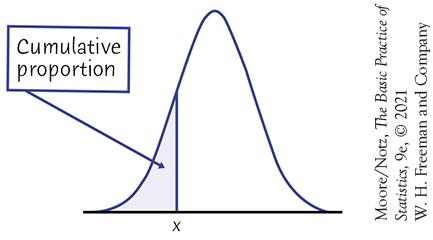 Cumulative
proportion
x
Moore/Notz, The Basic Practice of
Statistics, 9e, © 2021
W. H. Freeman and Company